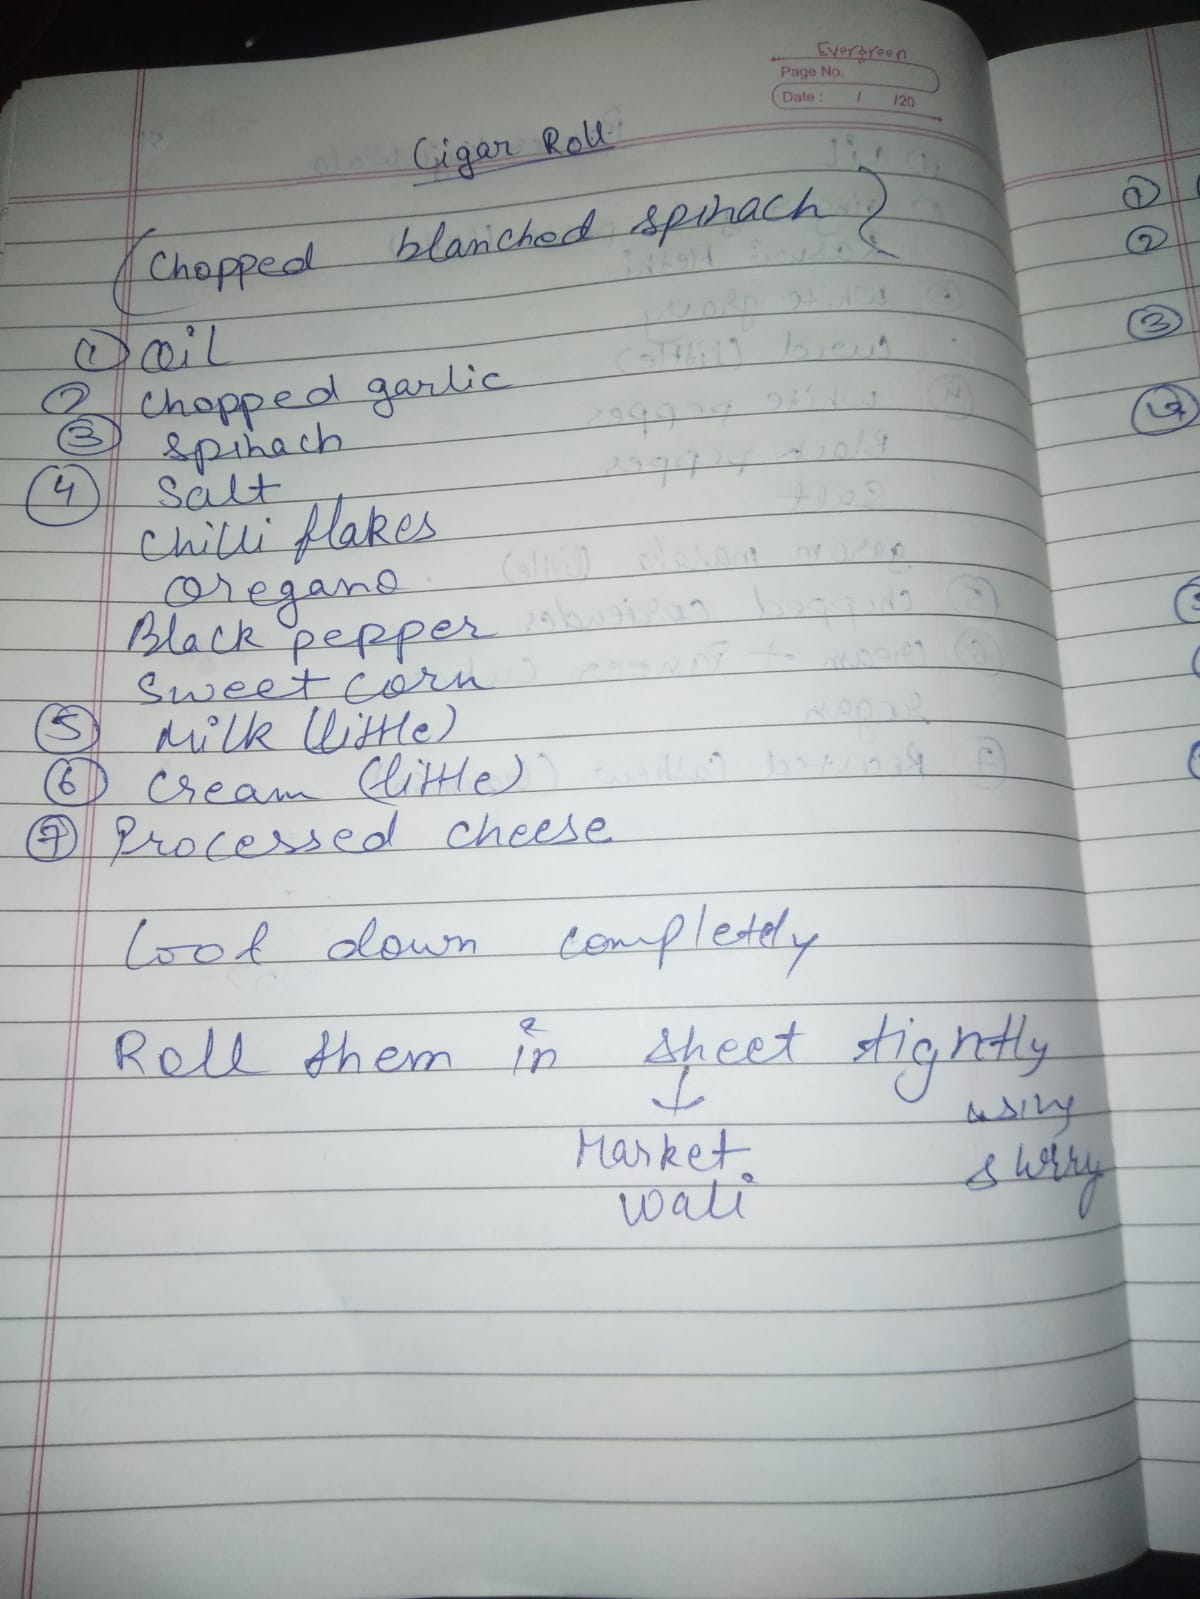 Evergreen
Page No.
Date : / /20
Cigar Roll
(Chopped blanched spinach}
① Oil
2 Chopped garlic
③ Spinach
④ Salt
Chilli flakes
Oregano
Black pepper
Sweet corn
⑤ Milk (little)
⑥ Cream (little)
⑦ Processed cheese
Cool down completely
Roll them in sheet tightly
↓ using
Market slurry
wali
①
②
③